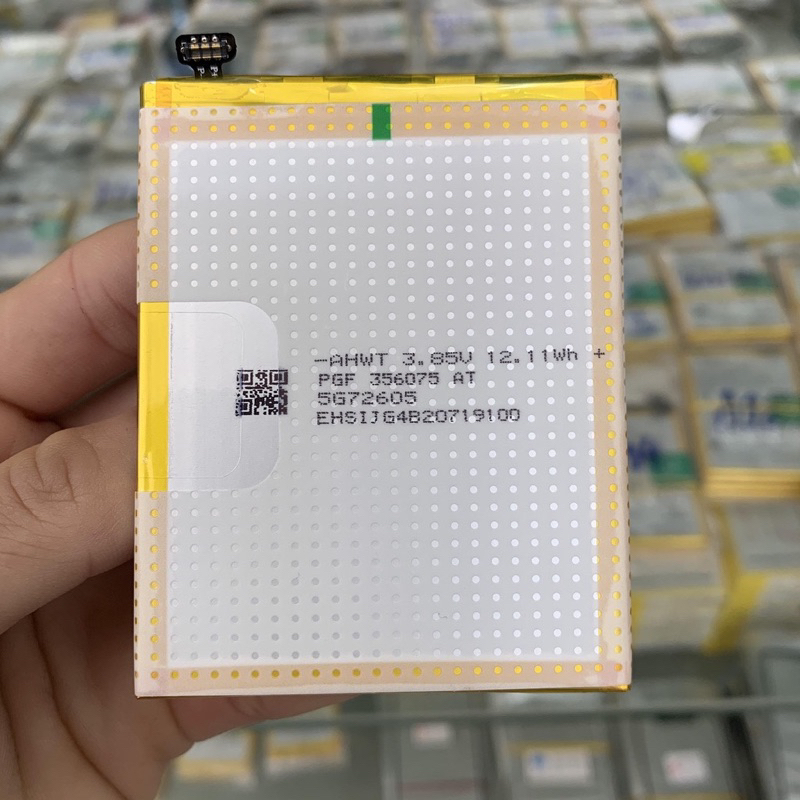 -AHWT 3.85V 12.11Wh +
PGF 356075 AT
5G72605
EHSIJG4B20719100